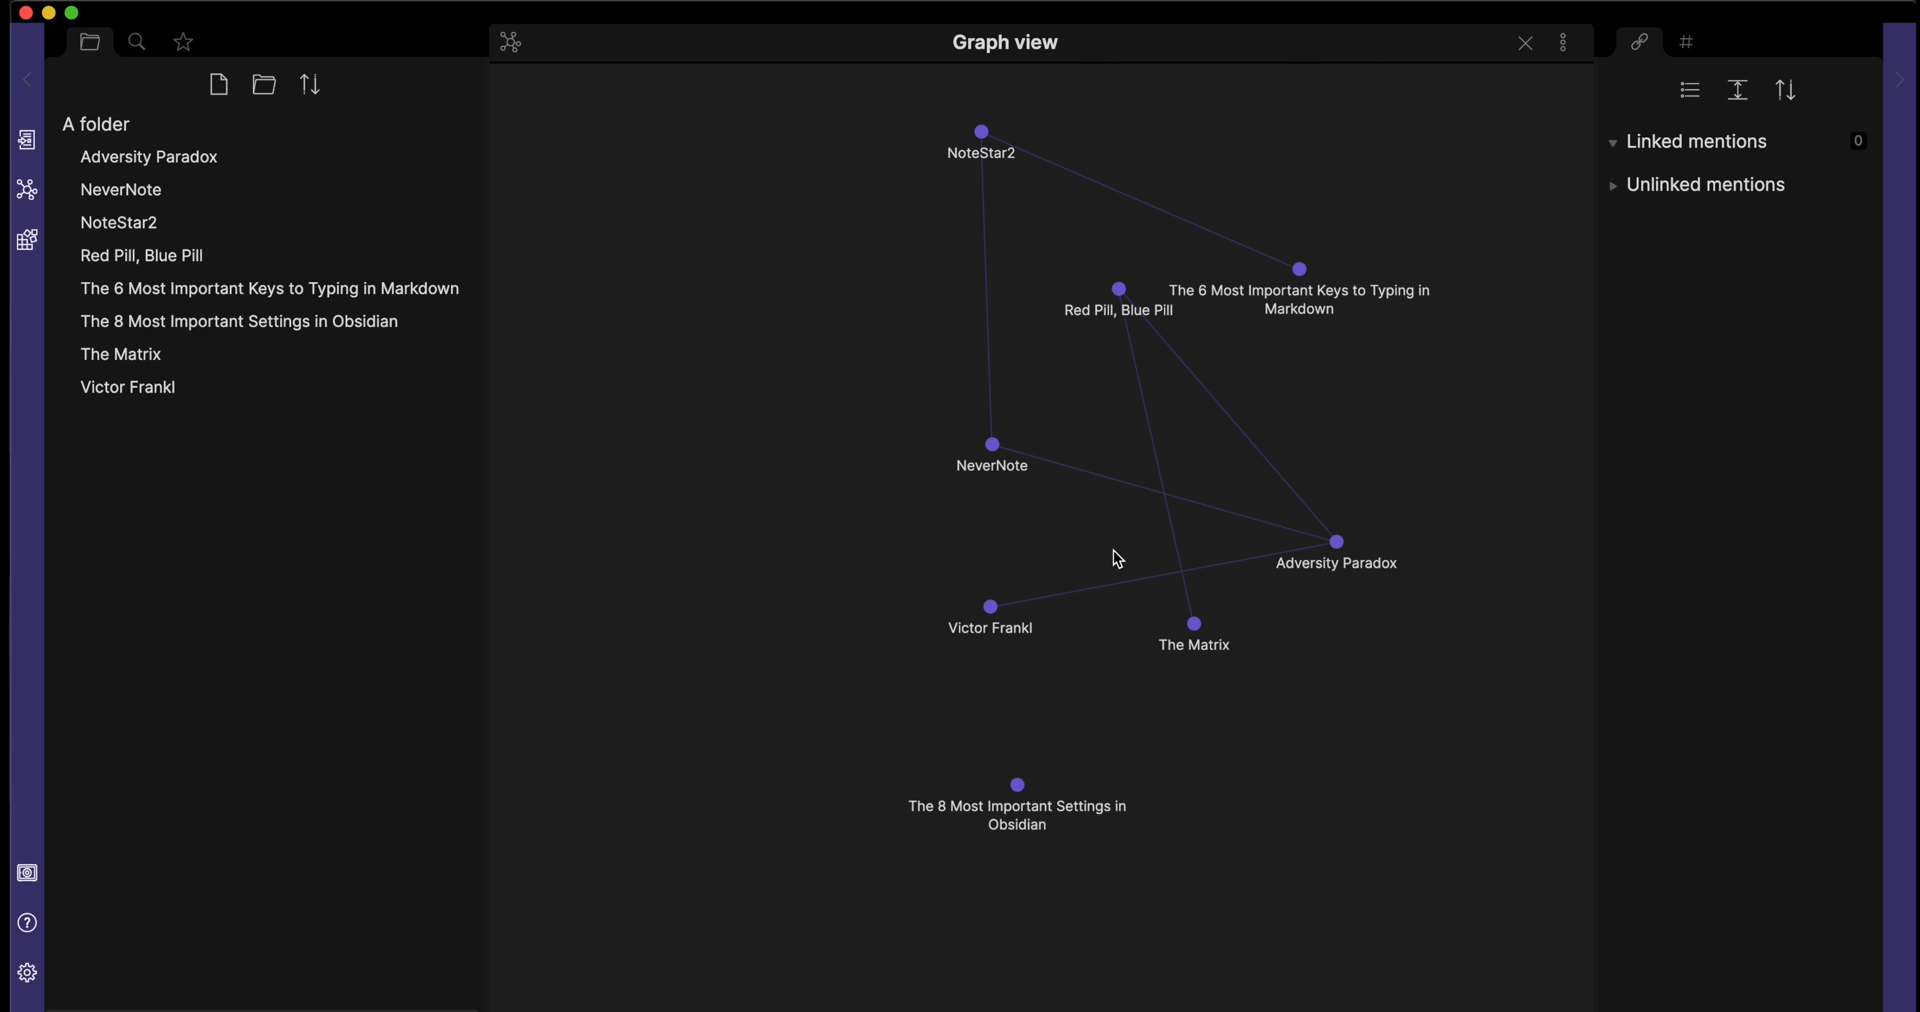 Graph view
A folder
Adversity Paradox
NeverNote
NoteStar2
Red Pill, Blue Pill
The 6 Most Important Keys to Typing in Markdown
The 8 Most Important Settings in Obsidian
The Matrix
Victor Frankl
NoteStar2
Red Pill, Blue Pill
The 6 Most Important Keys to Typing in
Markdown
NeverNote
Adversity Paradox
Victor Frankl
The Matrix
The 8 Most Important Settings in
Obsidian
Linked mentions 0
Unlinked mentions